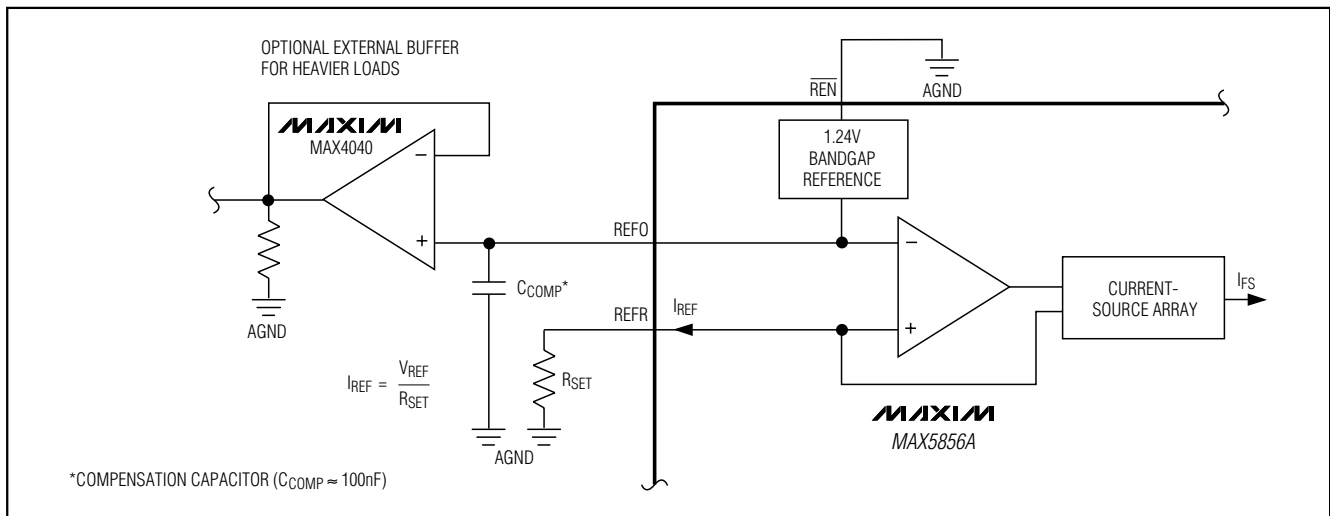 OPTIONAL EXTERNAL BUFFER
FOR HEAVIER LOADS
MAXIM
MAX4040
−
+
AGND
REN
AGND
1.24V
BANDGAP
REFERENCE
REFO
CCOMP*
REFR
IREF
RSET
IREF = VREF
RSET
AGND
−
+
CURRENT-
SOURCE ARRAY
IFS
MAXIM
MAX5856A
*COMPENSATION CAPACITOR (CCOMP ≈ 100nF)